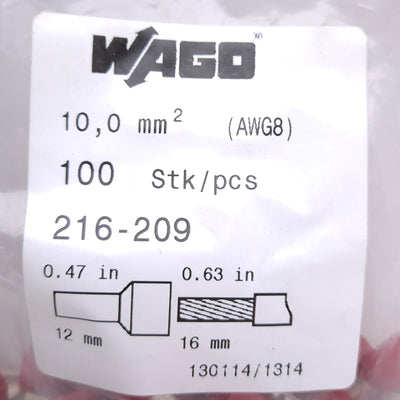 WAGO
10,0 mm² (AWG8)
100 Stk/pcs
216-209
0.47 in 0.63 in
12 mm 16 mm
130114/1314